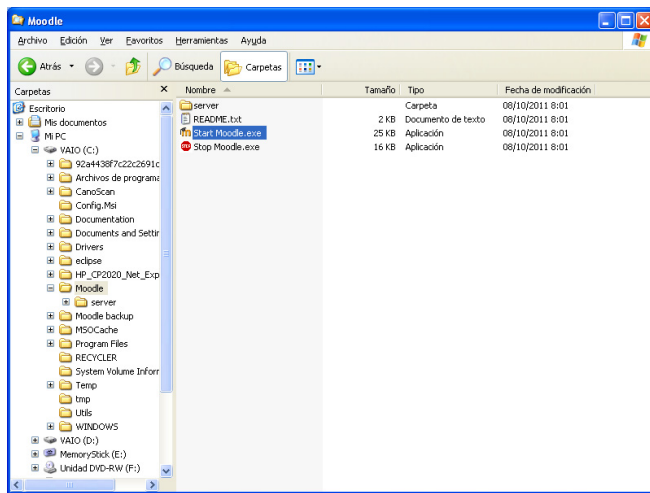 Moodle
Archivo Edición Ver Favoritos Herramientas Ayuda
Atrás Búsqueda Carpetas
Carpetas Nombre Tamaño Tipo Fecha de modificación
Escritorio
Mis documentos
Mi PC
VAIO (C:)
92a4438f7c22c2691c
Archivos de programa
CanoScan
Config.Msi
Documentation
Documents and Settir
Drivers
eclipse
HP_CP2020_Net_Exp
Moodle
server
Moodle backup
MSOCache
Program Files
RECYCLER
System Volume Inforr
Temp
tmp
Utils
WINDOWS
VAIO (D:)
MemoryStick (E:)
Unidad DVD-RW (F:)
server Carpeta 08/10/2011 8:01
README.txt 2 KB Documento de texto 08/10/2011 8:01
Start Moodle.exe 25 KB Aplicación 08/10/2011 8:01
Stop Moodle.exe 16 KB Aplicación 08/10/2011 8:01